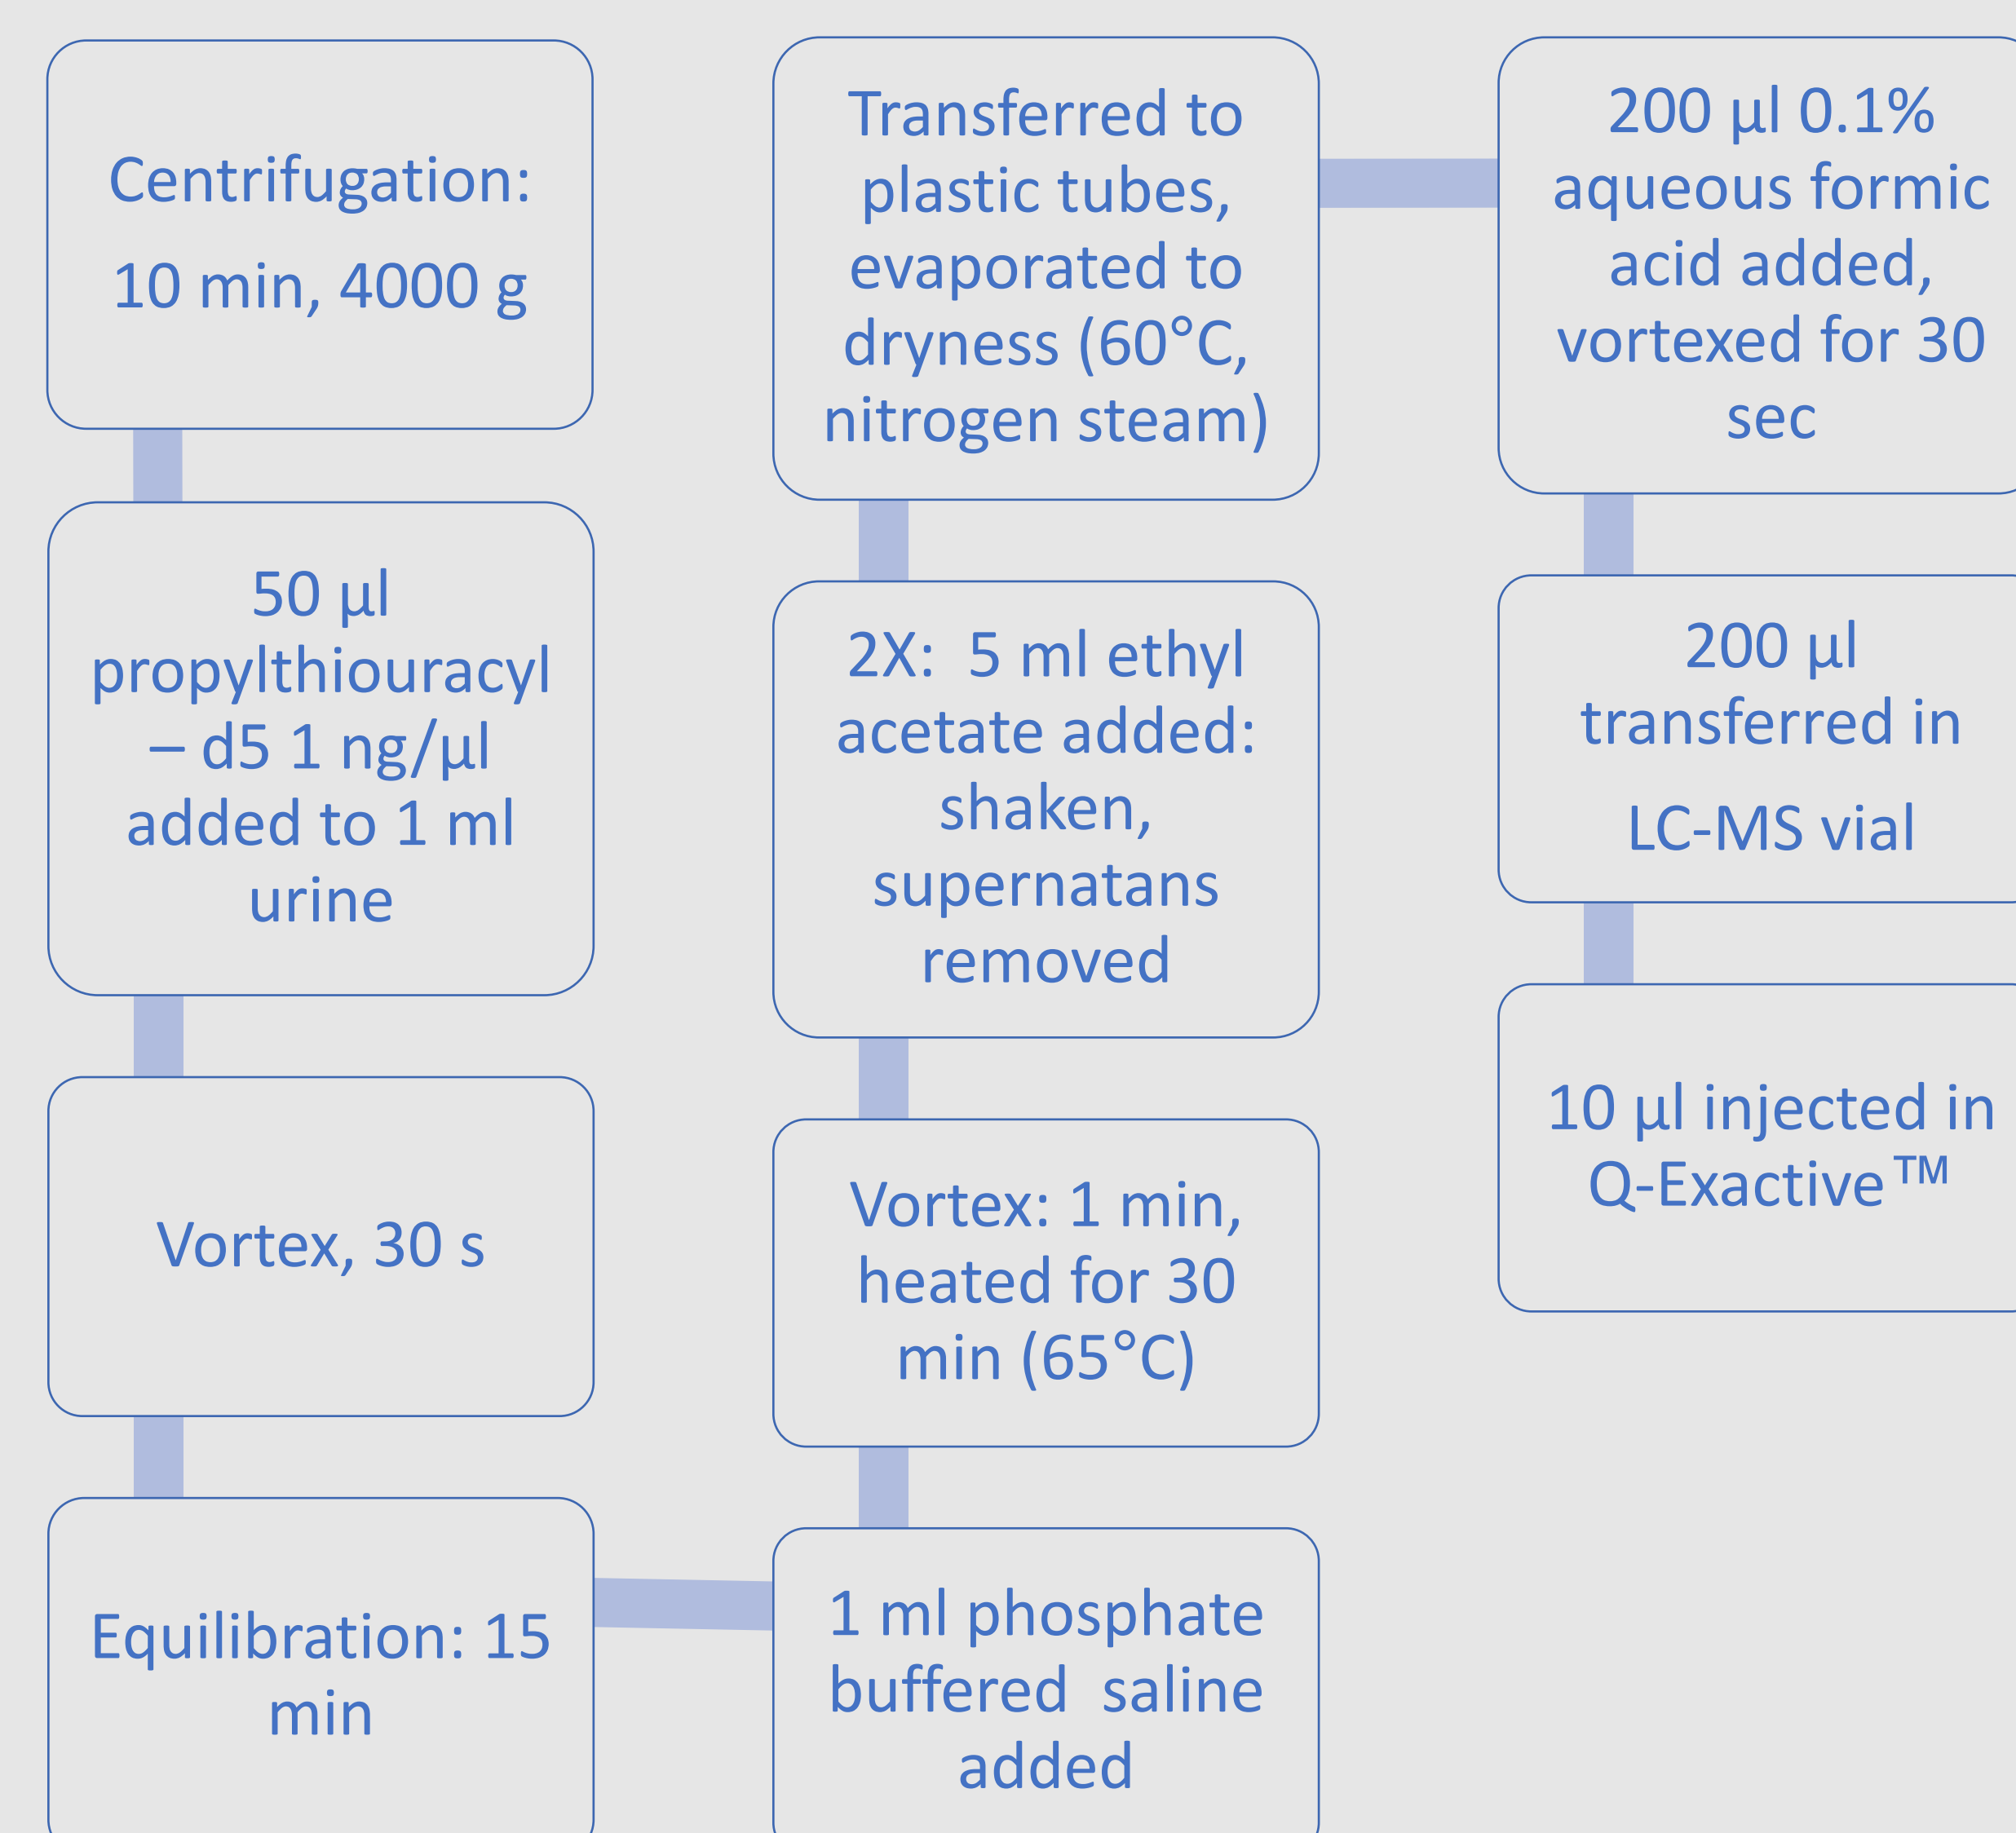 Centrifugation:
10 min, 4000 g
50 µl
propylthiouracyl
– d5 1 ng/µl
added to 1 ml
urine
Vortex, 30 s
Equilibration: 15
min
1 ml phosphate
buffered  saline
added
Vortex: 1 min,
heated for 30
min (65°C)
2X:  5 ml ethyl
acetate added:
shaken,
supernatans
removed
Transferred to
plastic tubes,
evaporated to
dryness (60°C,
nitrogen steam)
200 µl 0.1%
aqueous formic
acid added,
vortexed for 30
sec
200 µl
transferred in
LC-MS vial
10 µl injected in
Q-Exactive™